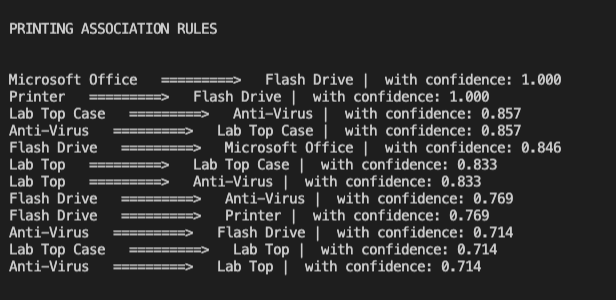 PRINTING ASSOCIATION RULES
Microsoft Office =========> Flash Drive | with confidence: 1.000
Printer =========> Flash Drive | with confidence: 1.000
Lab Top Case =========> Anti-Virus | with confidence: 0.857
Anti-Virus =========> Lab Top Case | with confidence: 0.857
Flash Drive =========> Microsoft Office | with confidence: 0.846
Lab Top =========> Lab Top Case | with confidence: 0.833
Lab Top =========> Anti-Virus | with confidence: 0.833
Flash Drive =========> Anti-Virus | with confidence: 0.769
Flash Drive =========> Printer | with confidence: 0.769
Anti-Virus =========> Flash Drive | with confidence: 0.714
Lab Top Case =========> Lab Top | with confidence: 0.714
Anti-Virus =========> Lab Top | with confidence: 0.714